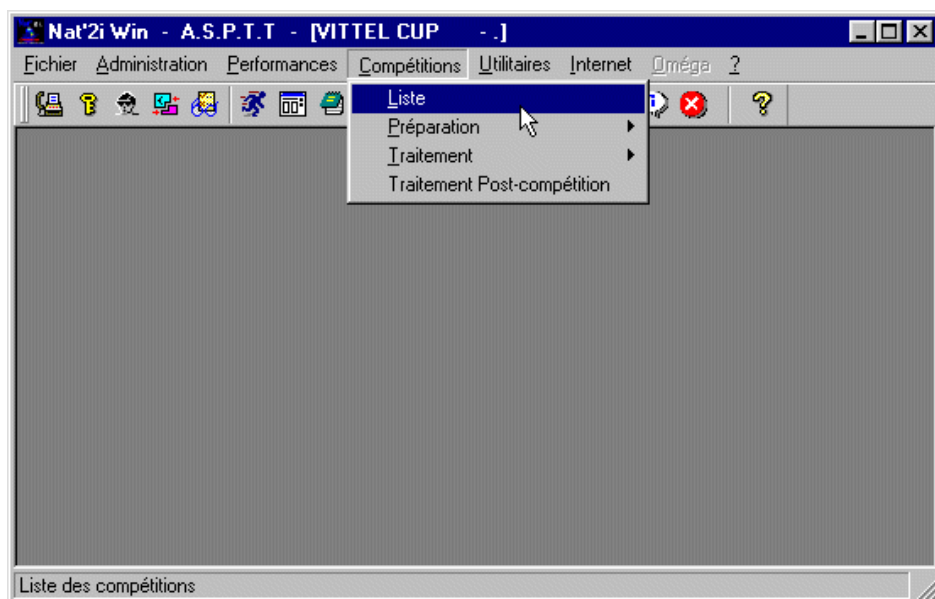 Nat'2i Win - A.S.P.T.T - [VITTEL CUP - .]
Fichier Administration Performances Compétitions Utilitaires Internet Oméga ?
Liste
Préparation
Traitement
Traitement Post-compétition
Liste des compétitions